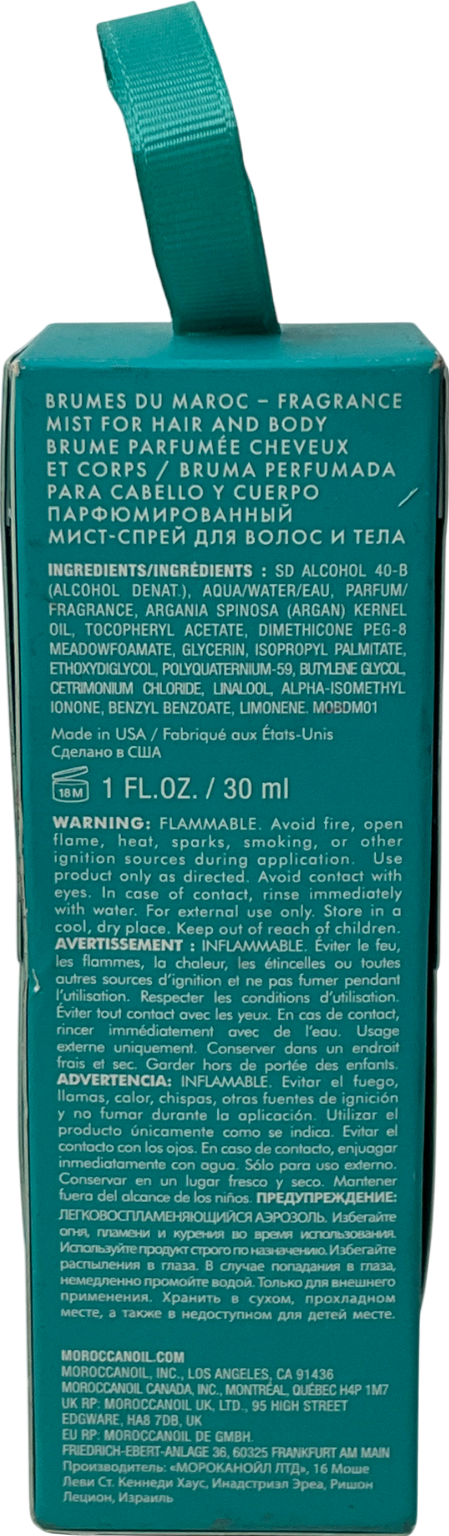 BRUMES DU MAROC – FRAGRANCE
MIST FOR HAIR AND BODY
BRUME PARFUMÉE CHEVEUX
ET CORPS / BRUMA PERFUMADA
PARA CABELLO Y CUERPO
ПАРФЮМИРОВАННЫЙ
МИСТ-СПРЕЙ ДЛЯ ВОЛОС И ТЕЛА
INGREDIENTS/INGRÉDIENTS : SD ALCOHOL 40-B
(ALCOHOL DENAT.), AQUA/WATER/EAU, PARFUM/
FRAGRANCE, ARGANIA SPINOSA (ARGAN) KERNEL
OIL, TOCOPHERYL ACETATE, DIMETHICONE PEG-8
MEADOWFOAMATE, GLYCERIN, ISOPROPYL PALMITATE,
ETHOXYDIGLYCOL, POLYQUATERNIUM-59, BUTYLENE GLYCOL,
CETRIMONIUM CHLORIDE, LINALOOL, ALPHA-ISOMETHYL
IONONE, BENZYL BENZOATE, LIMONENE. MOBDM01
Made in USA / Fabriqué aux États-Unis
Сделано в США
18M 1 FL.OZ. / 30 ml
WARNING: FLAMMABLE. Avoid fire, open
flame, heat, sparks, smoking, or other
ignition sources during application. Use
product only as directed. Avoid contact with
eyes. In case of contact, rinse immediately
with water. For external use only. Store in a
cool, dry place. Keep out of reach of children.
AVERTISSEMENT : INFLAMMABLE. Éviter le feu,
les flammes, la chaleur, les étincelles ou toutes
autres sources d'ignition et ne pas fumer pendant
l'utilisation. Respecter les conditions d'utilisation.
Éviter tout contact avec les yeux. En cas de contact,
rincer immédiatement avec de l'eau. Usage
externe uniquement. Conserver dans un endroit
frais et sec. Garder hors de portée des enfants.
ADVERTENCIA: INFLAMABLE. Evitar el fuego,
llamas, calor, chispas, otras fuentes de ignición
y no fumar durante la aplicación. Utilizar el
producto únicamente como se indica. Evitar el
contacto con los ojos. En caso de contacto, enjuagar
inmediatamente con agua. Sólo para uso externo.
Conservar en un lugar fresco y seco. Mantener
fuera del alcance de los niños. ПРЕДУПРЕЖДЕНИЕ:
ЛЕГКОВОСПЛАМЕНЯЮЩИЙСЯ АЭРОЗОЛЬ. Избегайте
огня, пламени и курения во время использования.
Используйте продукт строго по назначению. Избегайте
распыления в глаза. В случае попадания в глаза,
немедленно промойте водой. Только для внешнего
применения. Хранить в сухом, прохладном
месте, а также в недоступном для детей месте.
MOROCCANOIL.COM
MOROCCANOIL, INC., LOS ANGELES, CA 91436
MOROCCANOIL CANADA, INC., MONTRÉAL, QUÉBEC H4P 1M7
UK RP: MOROCCANOIL UK, LTD., 95 HIGH STREET
EDGWARE, HA8 7DB, UK
EU RP: MOROCCANOIL DE GMBH.
FRIEDRICH-EBERT-ANLAGE 36, 60325 FRANKFURT AM MAIN
Производитель: «МОРОКАНОЙЛ ЛТД», 16 Моше
Леви Ст. Кеннеди Хаус, Инадстриэл Эреа, Ришон
Лецион, Израиль